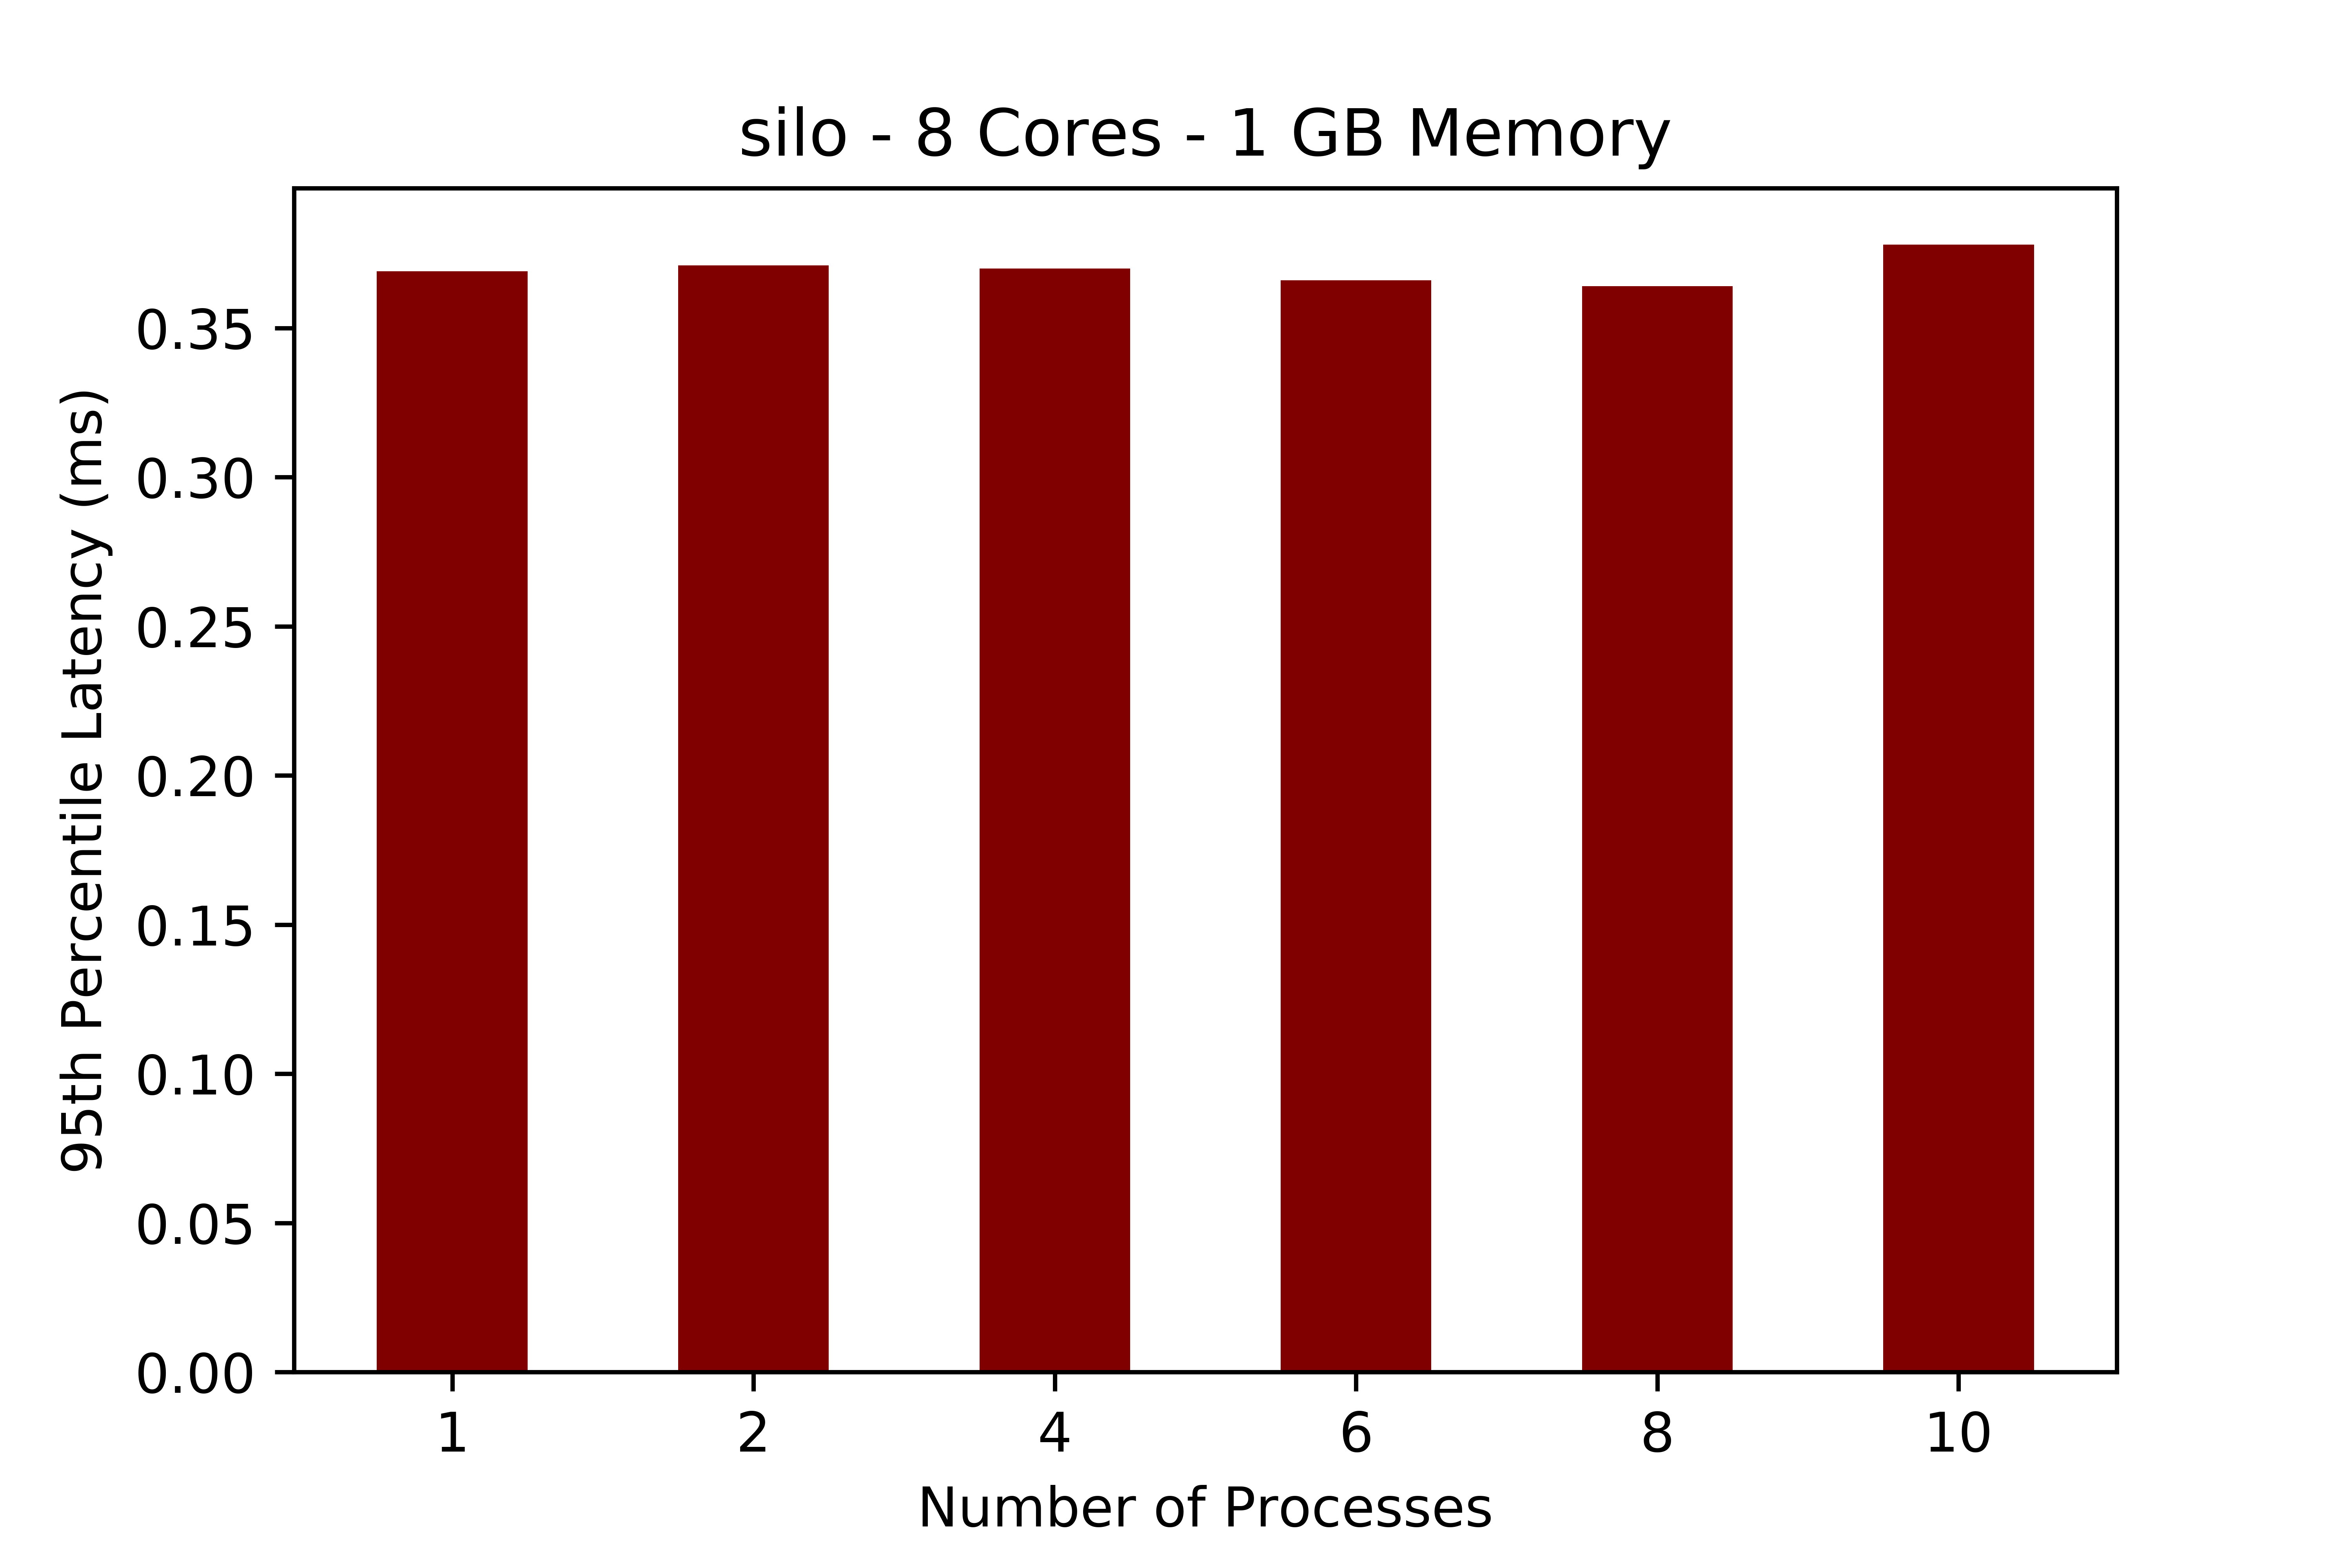 silo - 8 Cores - 1 GB Memory
95th Percentile Latency (ms)
0.35
0.30
0.25
0.20
0.15
0.10
0.05
0.00
1 2 4 6 8 10
Number of Processes